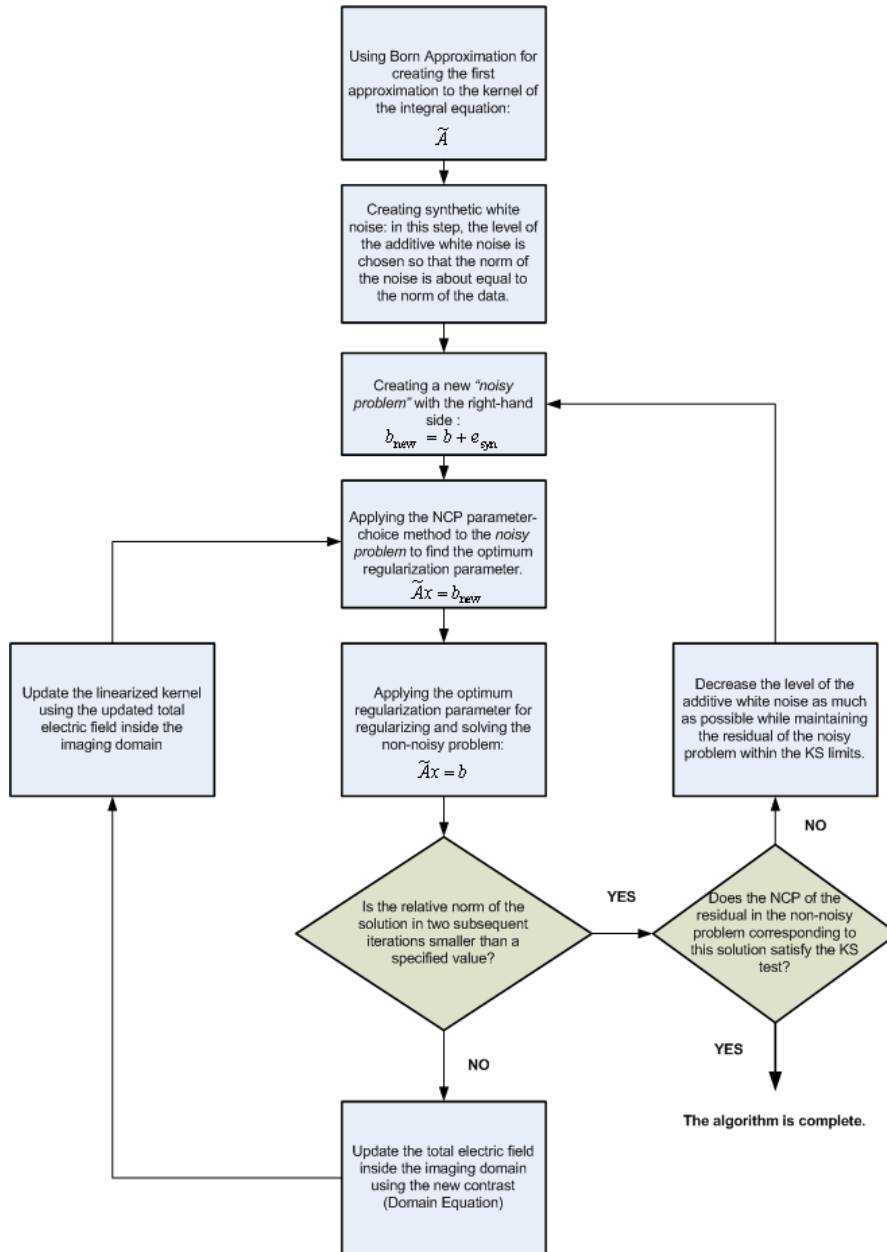 Using Born Approximation for
creating the first
approximation to the kernel of
the integral equation:
Ã
Creating synthetic white
noise: in this step, the level of
the additive white noise is
chosen so that the norm of
the noise is about equal to
the norm of the data.
Creating a new “noisy
problem” with the right-hand
side :
b_new = b + e_syn
Applying the NCP parameter-
choice method to the noisy
problem to find the optimum
regularization parameter.
Ãx = b_new
Update the linearized kernel
using the updated total
electric field inside the
imaging domain
Applying the optimum
regularization parameter for
regularizing and solving the
non-noisy problem:
Ãx = b
Decrease the level of the
additive white noise as much
as possible while maintaining
the residual of the noisy
problem within the KS limits.
NO
Is the relative norm of the
solution in two subsequent
iterations smaller than a
specified value?
YES
Does the NCP of the
residual in the non-noisy
problem corresponding to
this solution satisfy the KS
test?
YES
NO
The algorithm is complete.
Update the total electric field
inside the imaging domain
using the new contrast
(Domain Equation)